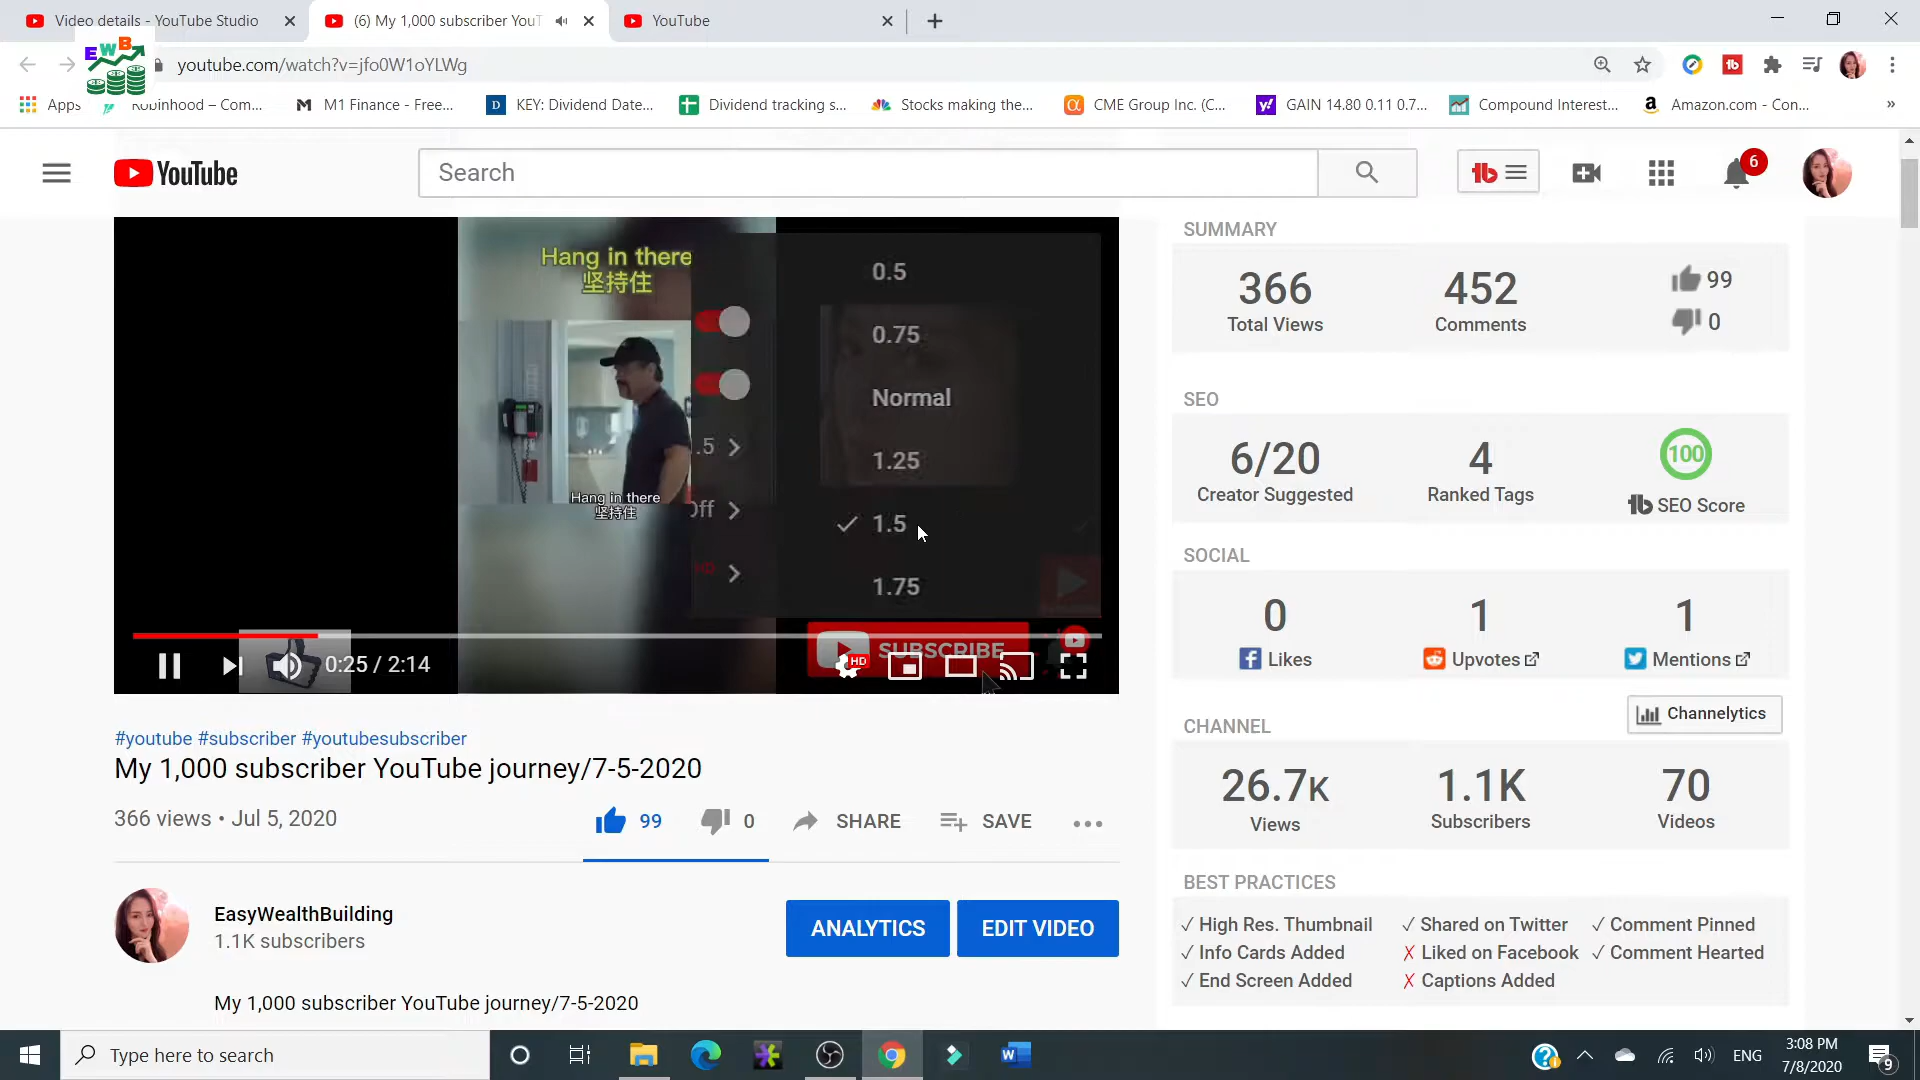 Video details - YouTube Studio
(6) My 1,000 subscriber YouT
YouTube
EWB
youtube.com/watch?v=jfo0W1oYLWg
Apps
Robinhood – Com...
M1 Finance - Free...
KEY: Dividend Date...
Dividend tracking s...
Stocks making the...
CME Group Inc. (C...
GAIN 14.80 0.11 0.7...
Compound Interest...
Amazon.com - Con...
YouTube
Search
6
Hang in there
坚持住
Hang in there
坚持住
.5
Off
0.5
0.75
Normal
1.25
1.5
1.75
SUBSCRIBE
0:25 / 2:14
HD
#youtube #subscriber #youtubesubscriber
My 1,000 subscriber YouTube journey/7-5-2020
366 views • Jul 5, 2020
99
0
SHARE
SAVE
EasyWealthBuilding
1.1K subscribers
ANALYTICS
EDIT VIDEO
My 1,000 subscriber YouTube journey/7-5-2020
SUMMARY
366
Total Views
452
Comments
99
0
SEO
6/20
Creator Suggested
4
Ranked Tags
100
SEO Score
SOCIAL
0
Likes
1
Upvotes
1
Mentions
CHANNEL
Channelytics
26.7K
Views
1.1K
Subscribers
70
Videos
BEST PRACTICES
✓ High Res. Thumbnail
✓ Shared on Twitter
✓ Comment Pinned
✓ Info Cards Added
✗ Liked on Facebook
✓ Comment Hearted
✓ End Screen Added
✗ Captions Added
Type here to search
ENG
3:08 PM
7/8/2020
9